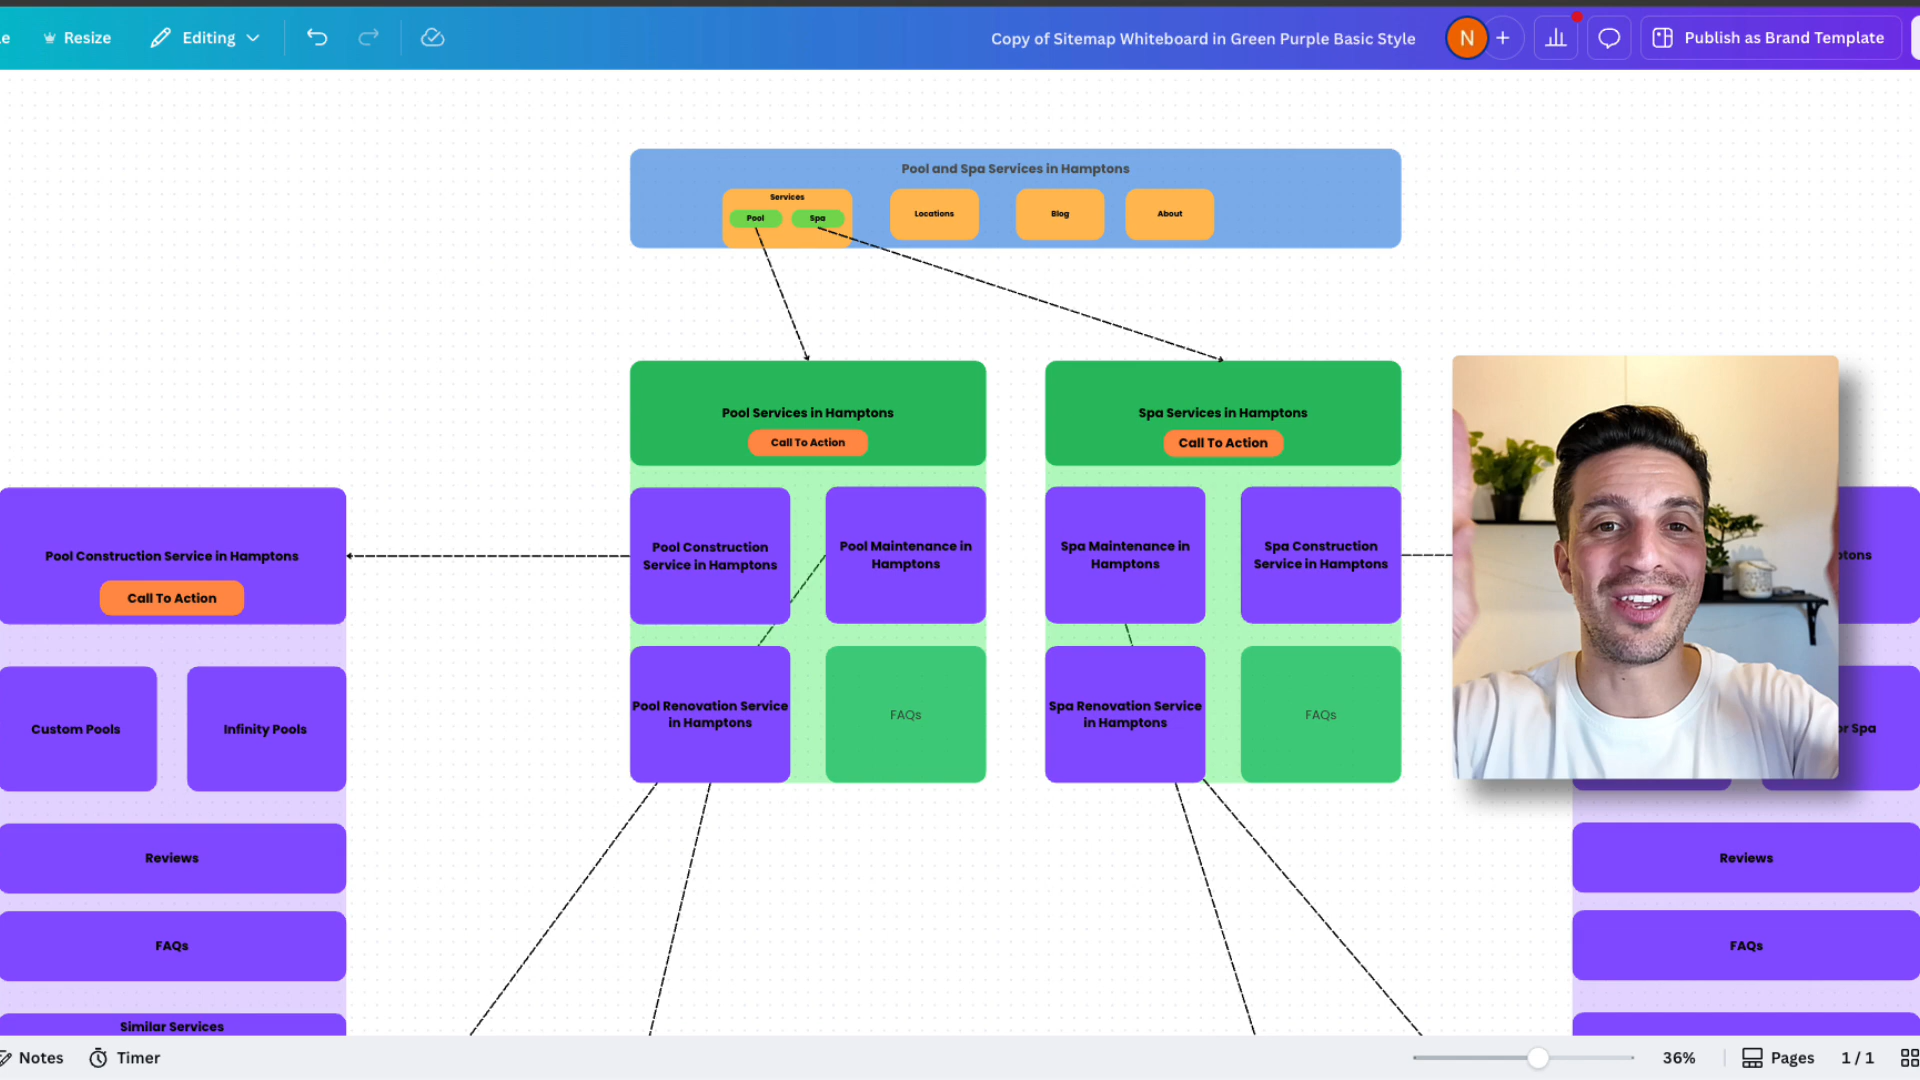 e
Resize
Editing
Copy of Sitemap Whiteboard in Green Purple Basic Style
N
+
Publish as Brand Template
Pool and Spa Services in Hamptons
Services
Pool
Spa
Locations
Blog
About
Pool Services in Hamptons
Call To Action
Spa Services in Hamptons
Call To Action
Pool Construction Service in Hamptons
Call To Action
Pool Construction
Service in Hamptons
Pool Maintenance in
Hamptons
Spa Maintenance in
Hamptons
Spa Construction
Service in Hamptons
ptons
Custom Pools
Infinity Pools
Pool Renovation Service
in Hamptons
FAQs
Spa Renovation Service
in Hamptons
FAQs
or Spa
Reviews
Reviews
FAQs
FAQs
Similar Services
Notes
Timer
36%
Pages
1 / 1